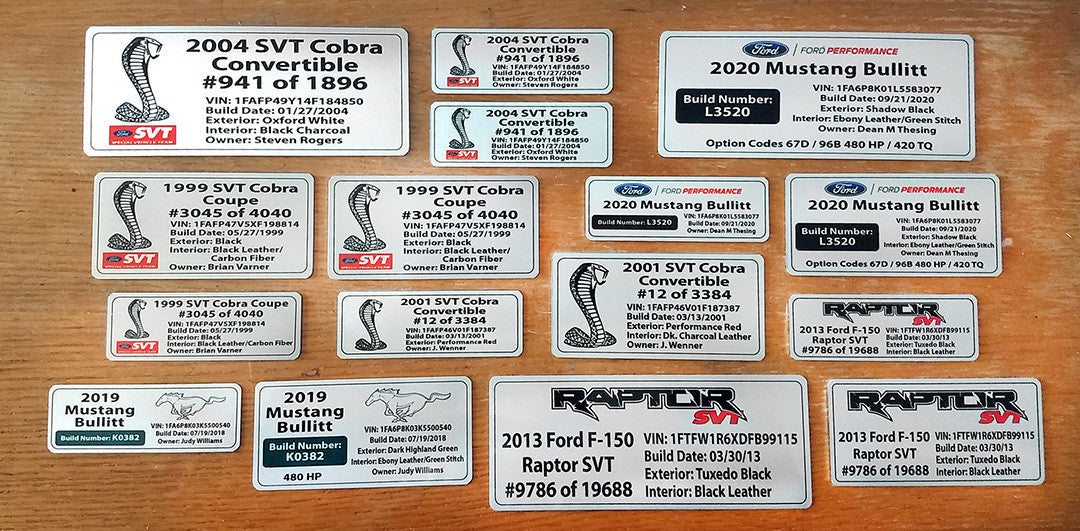 2004 SVT Cobra
Convertible
#941 of 1896
VIN: 1FAFP49Y14F184850
Build Date: 01/27/2004
Exterior: Oxford White
Interior: Black Charcoal
Owner: Steven Rogers
Ford SVT
SPECIAL VEHICLE TEAM
2004 SVT Cobra
Convertible
#941 of 1896
VIN: 1FAFP49Y14F184850
Build Date: 01/27/2004
Exterior: Oxford White
Owner: Steven Rogers
SVT
2004 SVT Cobra
Convertible
#941 of 1896
VIN: 1FAFP49Y14F184850
Build Date: 01/27/2004
Exterior: Oxford White
Owner: Steven Rogers
SVT
Ford | FORD PERFORMANCE
2020 Mustang Bullitt
Build Number:
L3520
VIN: 1FA6P8K01L5583077
Build Date: 09/21/2020
Exterior: Shadow Black
Interior: Ebony Leather/Green Stitch
Owner: Dean M Thesing
Option Codes 67D / 96B 480 HP / 420 TQ
1999 SVT Cobra
Coupe
#3045 of 4040
VIN: 1FAFP47V5XF198814
Build Date: 05/27/1999
Exterior: Black
Interior: Black Leather/
Carbon Fiber
Owner: Brian Varner
Ford SVT
SPECIAL VEHICLE TEAM
1999 SVT Cobra
Coupe
#3045 of 4040
VIN: 1FAFP47V5XF198814
Build Date: 05/27/1999
Exterior: Black
Interior: Black Leather/
Carbon Fiber
Owner: Brian Varner
Ford SVT
SPECIAL VEHICLE TEAM
Ford | FORD PERFORMANCE
2020 Mustang Bullitt
Build Number: L3520
VIN: 1FA6P8K01L5583077
Build Date: 09/21/2020
Owner: Dean M Thesing
Ford | FORD PERFORMANCE
2020 Mustang Bullitt
Build Number:
L3520
VIN: 1FA6P8K01L5583077
Build Date: 09/21/2020
Exterior: Shadow Black
Interior: Ebony Leather/Green Stitch
Owner: Dean M Thesing
Option Codes 67D / 96B 480 HP / 420 TQ
1999 SVT Cobra Coupe
#3045 of 4040
VIN: 1FAFP47V5XF198814
Build Date: 05/27/1999
Exterior: Black
Interior: Black Leather/Carbon Fiber
Owner: Brian Varner
SVT
2001 SVT Cobra
Convertible
#12 of 3384
VIN: 1FAFP46V01F187387
Build Date: 03/13/2001
Exterior: Performance Red
Owner: J. Wenner
2001 SVT Cobra
Convertible
#12 of 3384
VIN: 1FAFP46V01F187387
Build Date: 03/13/2001
Exterior: Performance Red
Interior: Dk. Charcoal Leather
Owner: J. Wenner
RAPTOR
SVT
2013 Ford F-150
Raptor SVT
#9786 of 19688
VIN: 1FTFW1R6XDFB99115
Build Date: 03/30/13
Exterior: Tuxedo Black
Interior: Black Leather
2019
Mustang
Bullitt
Build Number: K0382
VIN: 1FA6P8K03K5500540
Build Date: 07/19/2018
Owner: Judy Williams
2019
Mustang
Bullitt
Build Number:
K0382
480 HP
VIN: 1FA6P8K03K5500540
Build Date: 07/19/2018
Exterior: Dark Highland Green
Interior: Ebony Leather/Green Stitch
Owner: Judy Williams
RAPTOR
SVT
2013 Ford F-150
Raptor SVT
#9786 of 19688
VIN: 1FTFW1R6XDFB99115
Build Date: 03/30/13
Exterior: Tuxedo Black
Interior: Black Leather
RAPTOR
SVT
2013 Ford F-150
Raptor SVT
#9786 of 19688
VIN: 1FTFW1R6XDFB99115
Build Date: 03/30/13
Exterior: Tuxedo Black
Interior: Black Leather